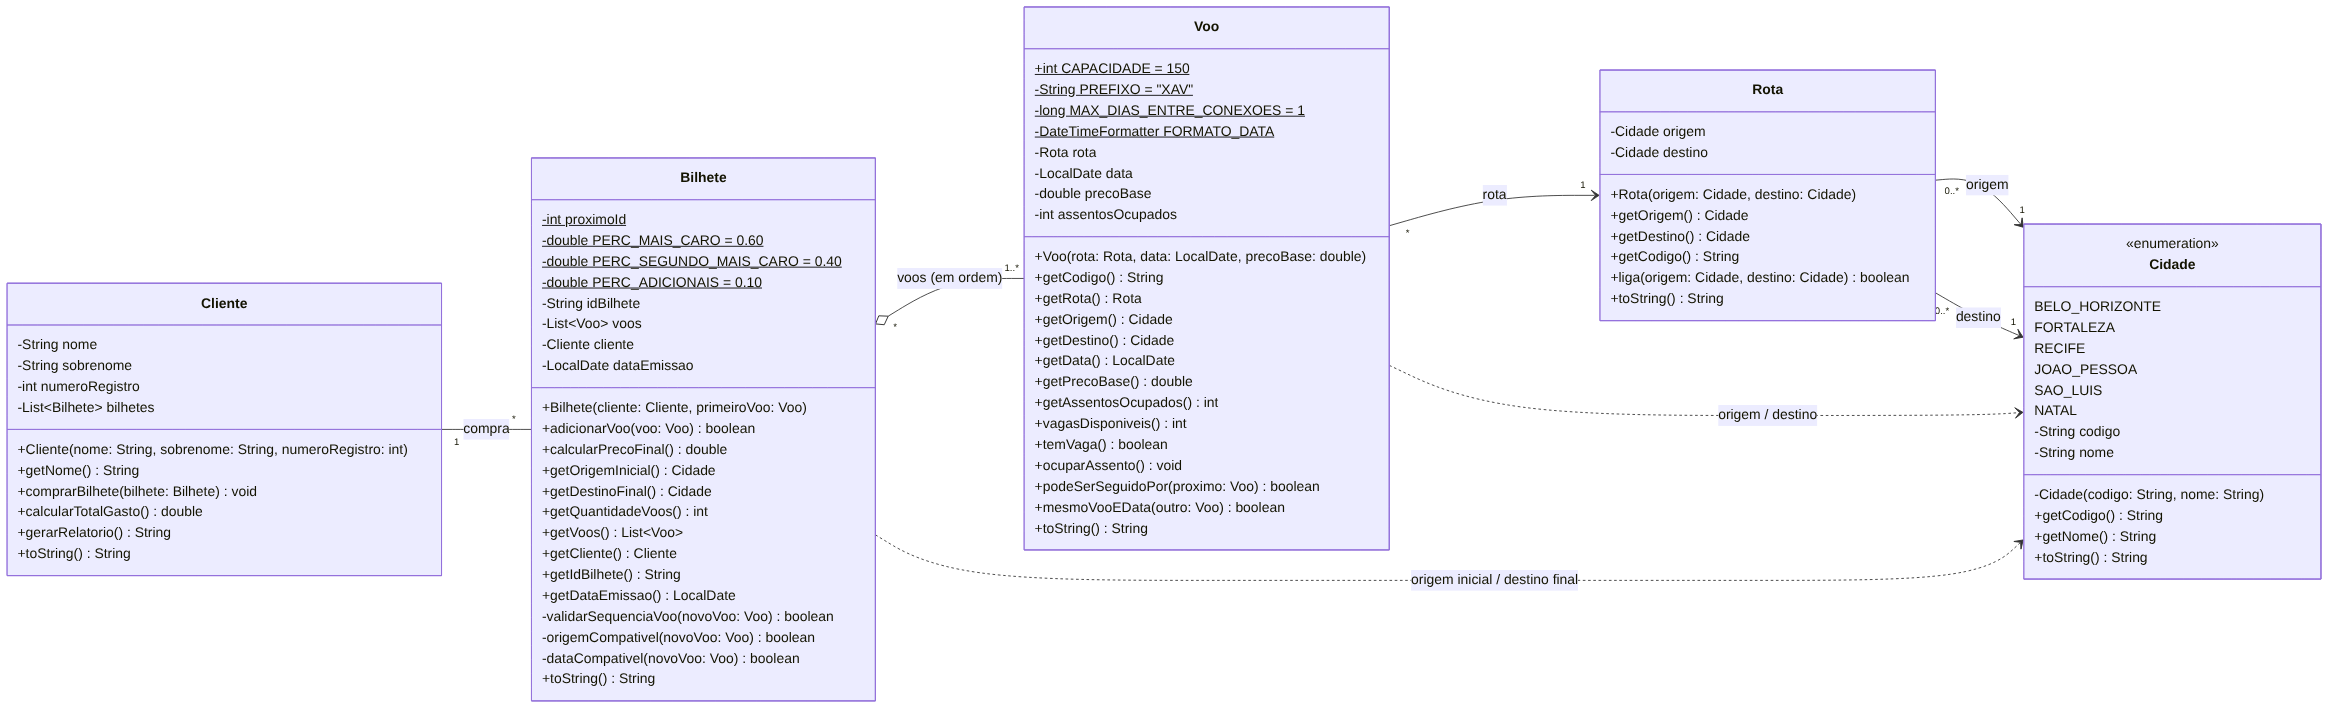 Cliente
-String nome
-String sobrenome
-int numeroRegistro
-List<Bilhete> bilhetes
+Cliente(nome: String, sobrenome: String, numeroRegistro: int)
+getNome() : String
+comprarBilhete(bilhete: Bilhete) : void
+calcularTotalGasto() : double
+gerarRelatorio() : String
+toString() : String
1
compra
*
Bilhete
-int proximoId
-double PERC_MAIS_CARO = 0.60
-double PERC_SEGUNDO_MAIS_CARO = 0.40
-double PERC_ADICIONAIS = 0.10
-String idBilhete
-List<Voo> voos
-Cliente cliente
-LocalDate dataEmissao
+Bilhete(cliente: Cliente, primeiroVoo: Voo)
+adicionarVoo(voo: Voo) : boolean
+calcularPrecoFinal() : double
+getOrigemInicial() : Cidade
+getDestinoFinal() : Cidade
+getQuantidadeVoos() : int
+getVoos() : List<Voo>
+getCliente() : Cliente
+getIdBilhete() : String
+getDataEmissao() : LocalDate
-validarSequenciaVoo(novoVoo: Voo) : boolean
-origemCompativel(novoVoo: Voo) : boolean
-dataCompativel(novoVoo: Voo) : boolean
+toString() : String
*
voos (em ordem)
1..*
Voo
+int CAPACIDADE = 150
-String PREFIXO = "XAV"
-long MAX_DIAS_ENTRE_CONEXOES = 1
-DateTimeFormatter FORMATO_DATA
-Rota rota
-LocalDate data
-double precoBase
-int assentosOcupados
+Voo(rota: Rota, data: LocalDate, precoBase: double)
+getCodigo() : String
+getRota() : Rota
+getOrigem() : Cidade
+getDestino() : Cidade
+getData() : LocalDate
+getPrecoBase() : double
+getAssentosOcupados() : int
+vagasDisponiveis() : int
+temVaga() : boolean
+ocuparAssento() : void
+podeSerSeguidoPor(proximo: Voo) : boolean
+mesmoVooEData(outro: Voo) : boolean
+toString() : String
*
rota
1
origem / destino
origem inicial / destino final
Rota
-Cidade origem
-Cidade destino
+Rota(origem: Cidade, destino: Cidade)
+getOrigem() : Cidade
+getDestino() : Cidade
+getCodigo() : String
+liga(origem: Cidade, destino: Cidade) : boolean
+toString() : String
0..*
origem
1
0..*
destino
1
«enumeration»
Cidade
BELO_HORIZONTE
FORTALEZA
RECIFE
JOAO_PESSOA
SAO_LUIS
NATAL
-String codigo
-String nome
-Cidade(codigo: String, nome: String)
+getCodigo() : String
+getNome() : String
+toString() : String